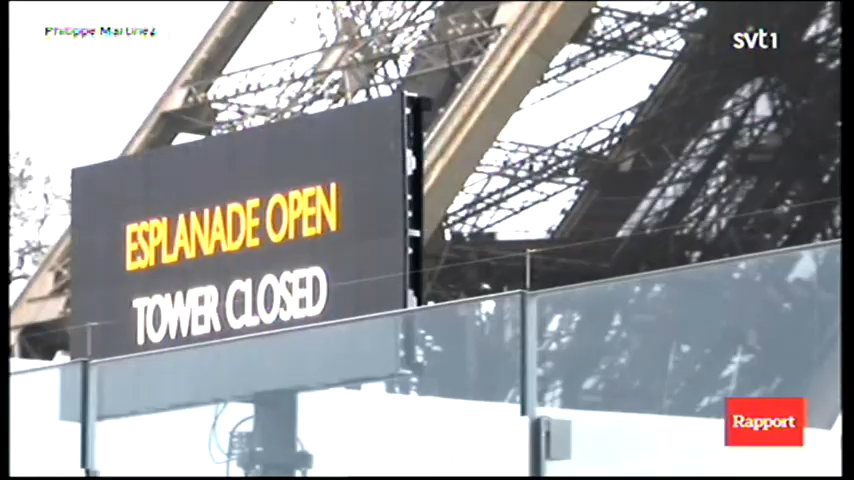 Philippe Martinez
svt1
ESPLANADE OPEN
TOWER CLOSED
Rapport